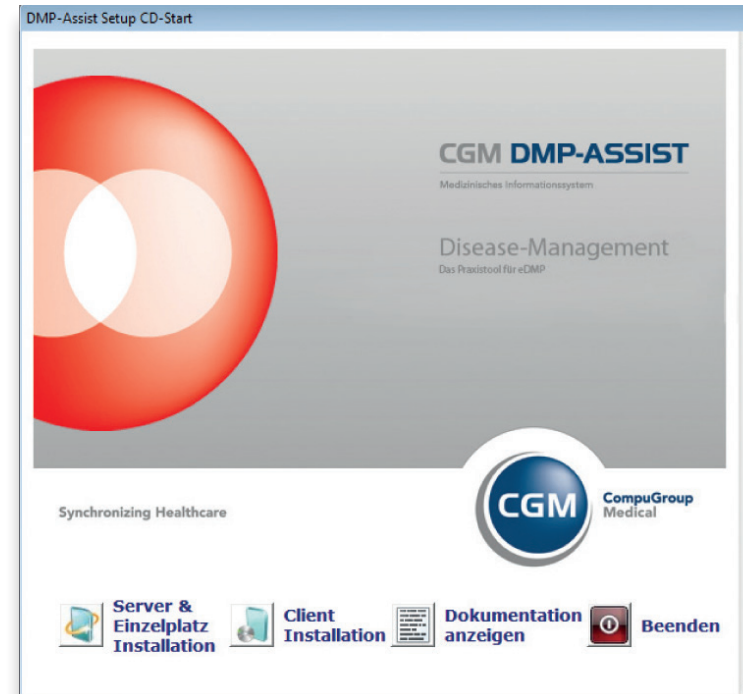 DMP-Assist Setup CD-Start
CGM DMP-ASSIST
Medizinisches Informationssystem
Disease-Management
Das Praxistool für eDMP
Synchronizing Healthcare
CGM
CompuGroup
Medical
Server &
Einzelplatz
Installation
Client
Installation
Dokumentation
anzeigen
Beenden